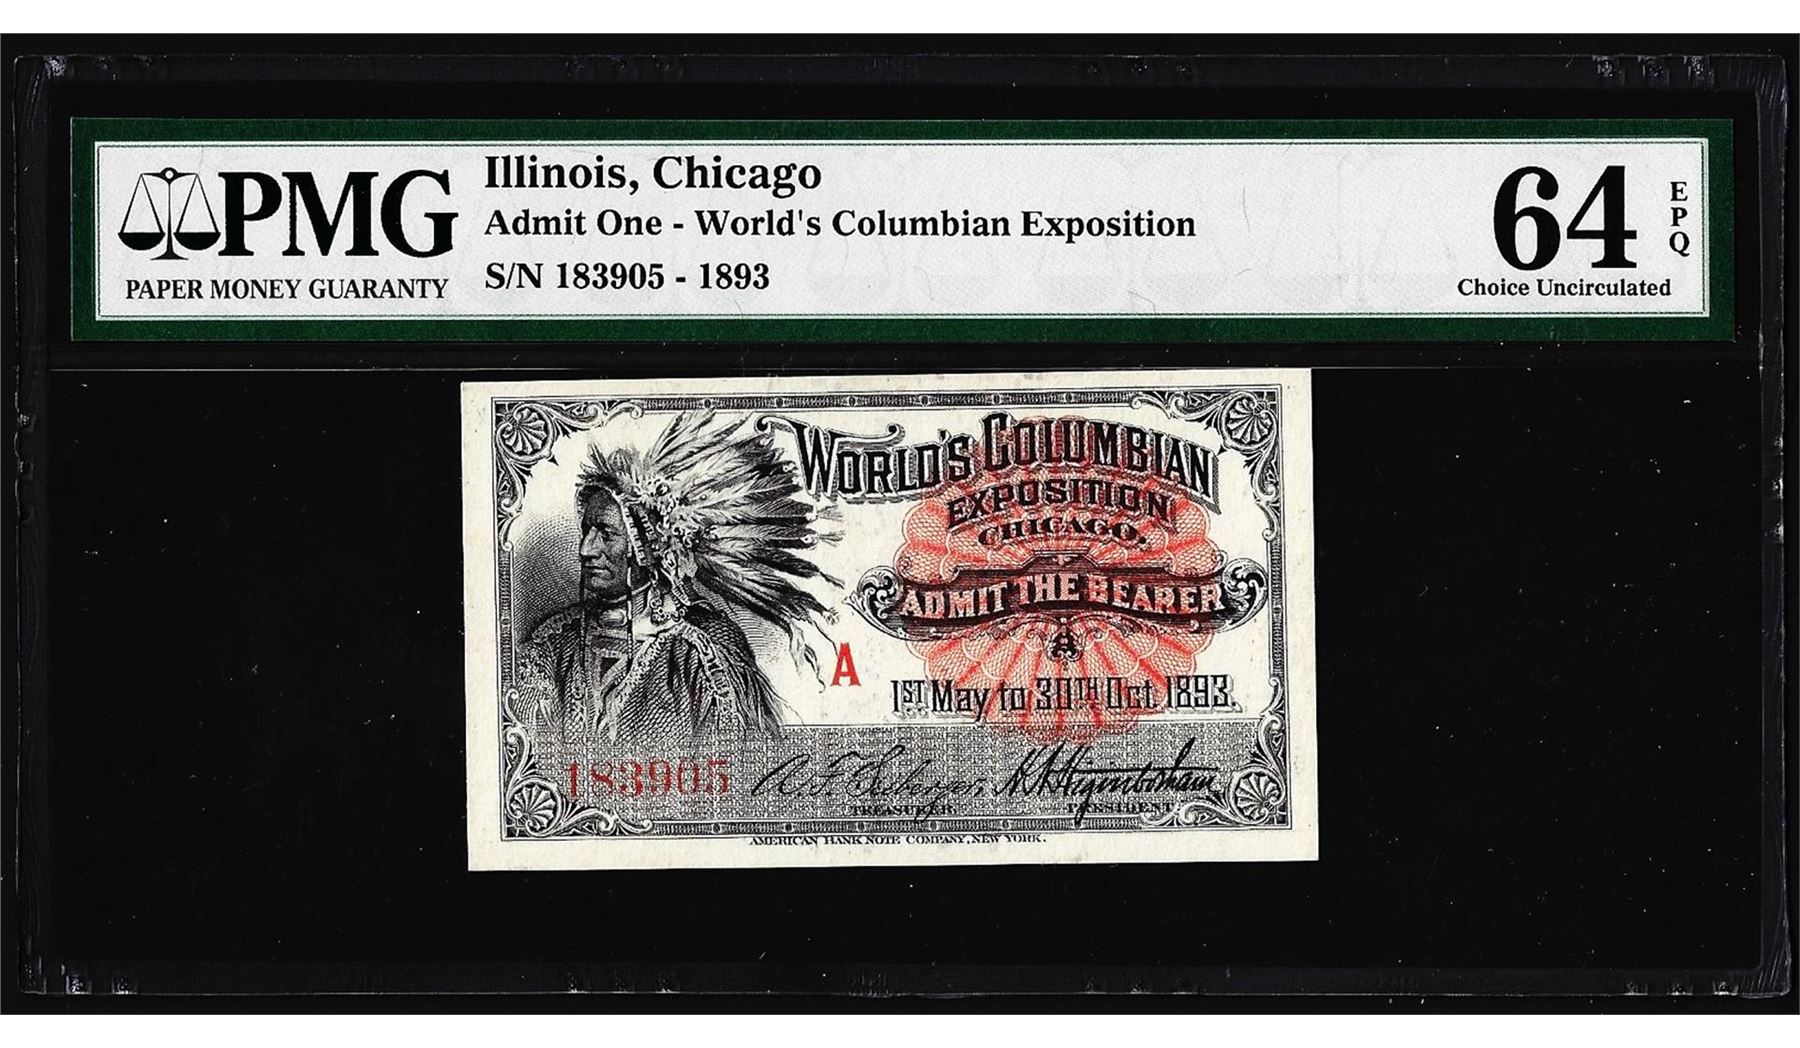 PMG
PAPER MONEY GUARANTY
Illinois, Chicago
Admit One - World's Columbian Exposition
S/N 183905 - 1893
64 EPQ
Choice Uncirculated
WORLD'S COLUMBIAN
EXPOSITION
CHICAGO.
ADMIT THE BEARER
A
1ST May to 30TH Oct. 1893.
183905
A. F. Seeberger,
H. N. Higinbotham
TREASURER.
PRESIDENT.
AMERICAN BANK NOTE COMPANY, NEW YORK.